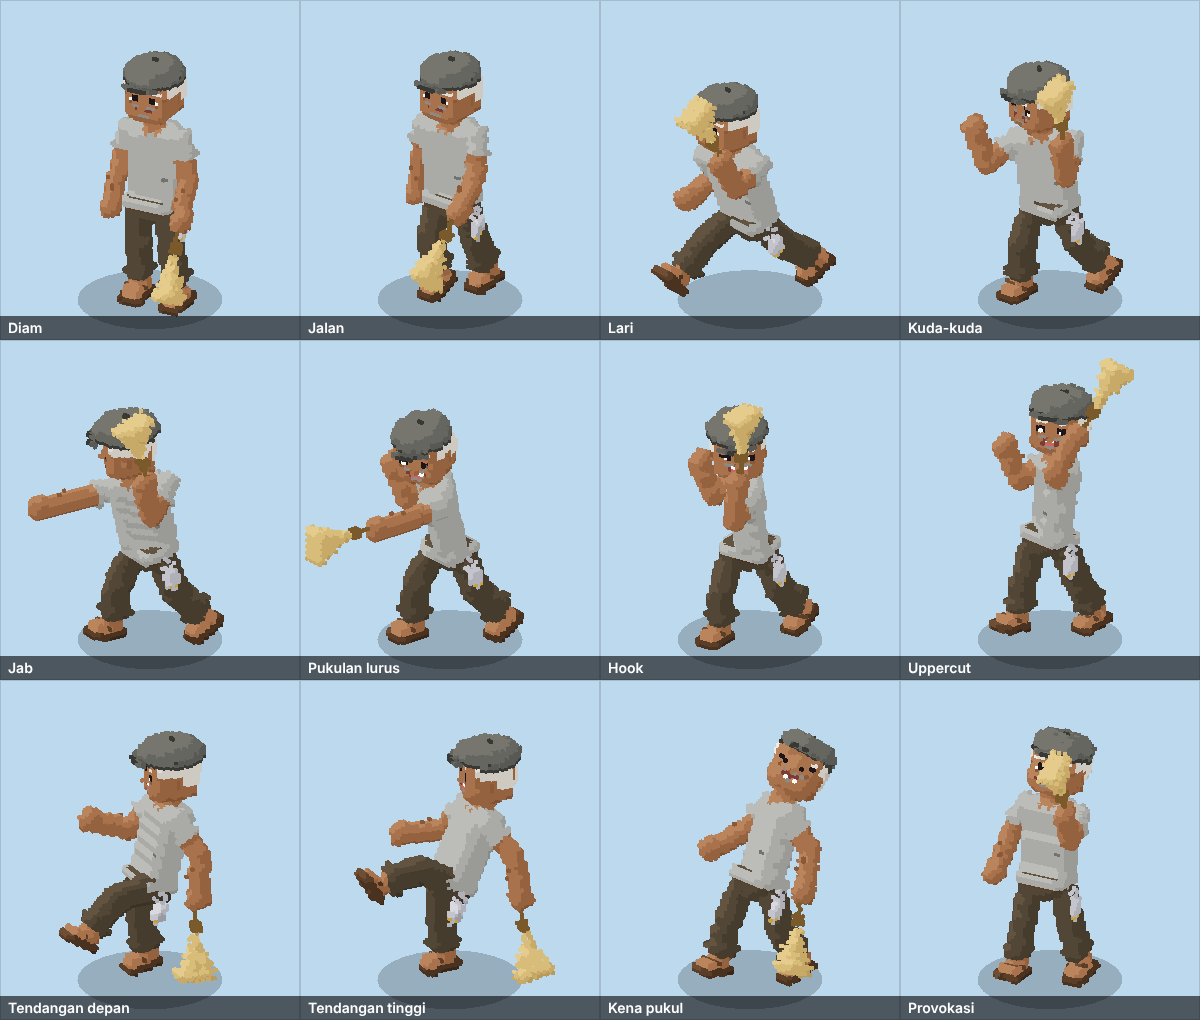 Diam
Jalan
Lari
Kuda-kuda
Jab
Pukulan lurus
Hook
Uppercut
Tendangan depan
Tendangan tinggi
Kena pukul
Provokasi